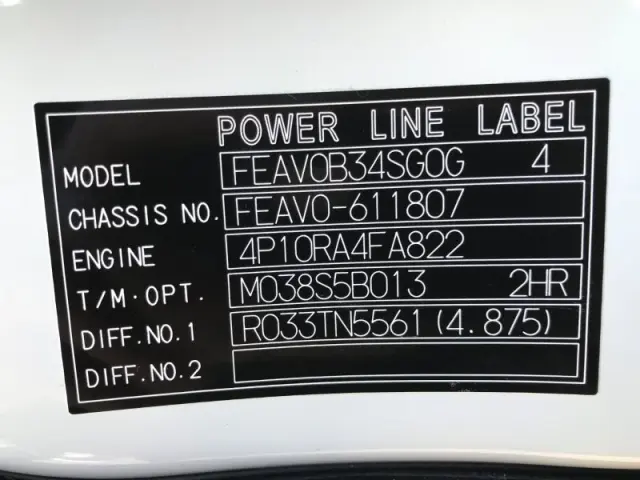 POWER LINE LABEL
MODEL FEAV0B34SG0G 4
CHASSIS NO. FEAV0-611807
ENGINE 4P10RA4FA822
T/M·OPT. M038S5B013 2HR
DIFF.NO.1 R033TN5561(4.875)
DIFF.NO.2